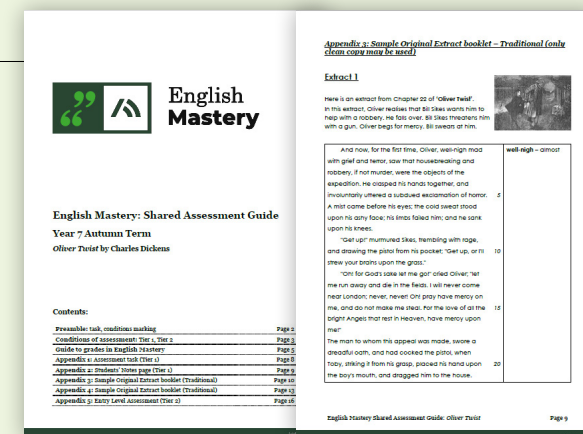 English
Mastery
English Mastery: Shared Assessment Guide
Year 7 Autumn Term
Oliver Twist by Charles Dickens
Contents:
Preamble: task, conditions marking Page 2
Conditions of assessment: Tier 1, Tier 2 Page 3
Guide to grades in English Mastery Page 5
Appendix 1: Assessment task (Tier 1) Page 8
Appendix 2: Students' Notes page (Tier 1) Page 9
Appendix 3: Sample Original Extract booklet (Traditional) Page 10
Appendix 4: Sample Original Extract booklet (Traditional) Page 13
Appendix 5: Entry Level Assessment (Tier 2) Page 16
Appendix 3: Sample Original Extract booklet – Traditional (only
clean copy may be used)
Extract 1
Here is an extract from Chapter 22 of 'Oliver Twist'.
In this extract, Oliver realises that Bill Sikes wants him to
help with a robbery. He falls over. Bill Sikes threatens him
with a gun. Oliver begs for mercy. Bill swears at him.
And now, for the first time, Oliver, well-nigh mad
with grief and terror, saw that housebreaking and
robbery, if not murder, were the objects of the
expedition. He clasped his hands together, and
involuntarily uttered a subdued exclamation of horror. 5
A mist came before his eyes; the cold sweat stood
upon his ashy face; his limbs failed him; and he sank
upon his knees.
"Get up!" murmured Sikes, trembling with rage,
and drawing the pistol from his pocket; "Get up, or I'll 10
strew your brains upon the grass."
"Oh! for God's sake let me go!" cried Oliver; "let
me run away and die in the fields. I will never come
near London; never, never! Oh! pray have mercy on
me, and do not make me steal. For the love of all the 15
bright Angels that rest in Heaven, have mercy upon
me!"
The man to whom this appeal was made, swore a
dreadful oath, and had cocked the pistol, when
Toby, striking it from his grasp, placed his hand upon 20
the boy's mouth, and dragged him to the house.
well-nigh – almost
English Mastery Shared Assessment Guide: Oliver Twist Page 9